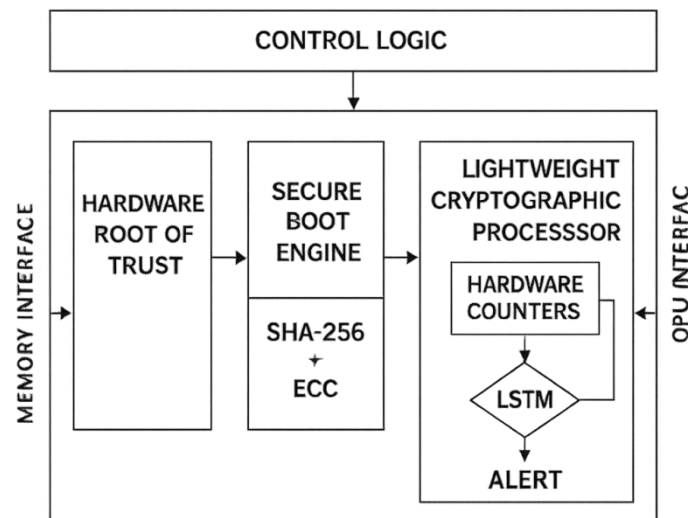 CONTROL LOGIC
MEMORY INTERFACE
HARDWARE
ROOT OF
TRUST
SECURE
BOOT
ENGINE
SHA-256
+
ECC
LIGHTWEIGHT
CRYPTOGRAPHIC
PROCESSSOR
HARDWARE
COUNTERS
LSTM
ALERT
OPU INTERFAC